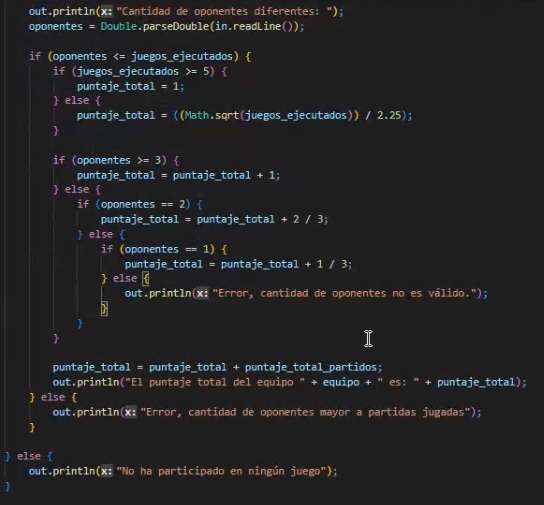 out.println(x: "Cantidad de oponentes diferentes: ");
oponentes = Double.parseDouble(in.readLine());
if (oponentes <= juegos_ejecutados) {
if (juegos_ejecutados >= 5) {
puntaje_total = 1;
} else {
puntaje_total = ((Math.sqrt(juegos_ejecutados)) / 2.25);
}
if (oponentes >= 3) {
puntaje_total = puntaje_total + 1;
} else {
if (oponentes == 2) {
puntaje_total = puntaje_total + 2 / 3;
} else {
if (oponentes == 1) {
puntaje_total = puntaje_total + 1 / 3;
} else {
out.println(x: "Error, cantidad de oponentes no es válido.");
}
}
}
puntaje_total = puntaje_total + puntaje_total_partidos;
out.println("El puntaje total del equipo " + equipo + " es: " + puntaje_total);
} else {
out.println(x: "Error, cantidad de oponentes mayor a partidas jugadas");
}
} else {
out.println(x: "No ha participado en ningún juego");
}